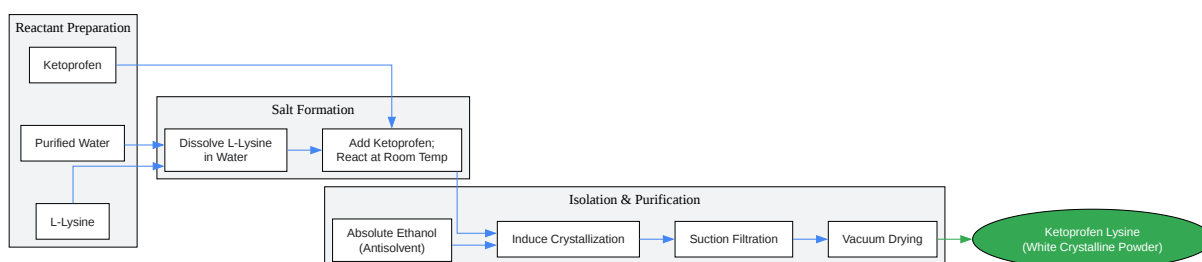 Reactant Preparation
Ketoprofen
Purified Water
L-Lysine
Salt Formation
Dissolve L-Lysine
in Water
Add Ketoprofen;
React at Room Temp
Isolation & Purification
Absolute Ethanol
(Antisolvent)
Induce Crystallization
Suction Filtration
Vacuum Drying
Ketoprofen Lysine
(White Crystalline Powder)